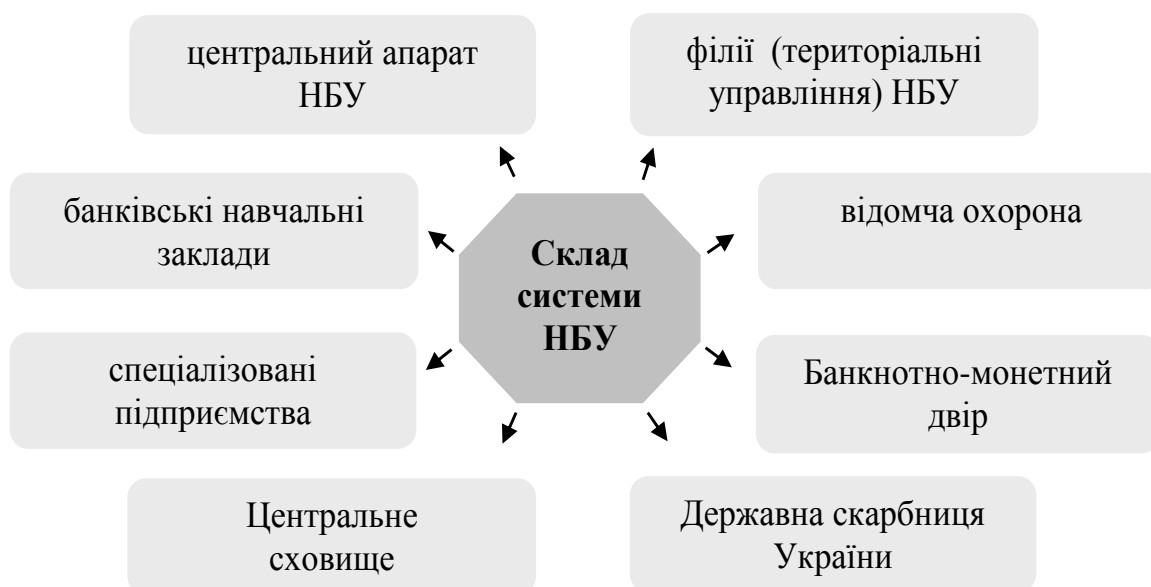 центральний апарат
НБУ
філії (територіальні
управління) НБУ
банківські навчальні
заклади
відомча охорона
Склад
системи
НБУ
спеціалізовані
підприємства
Банкнотно-монетний
двір
Центральне
сховище
Державна скарбниця
України